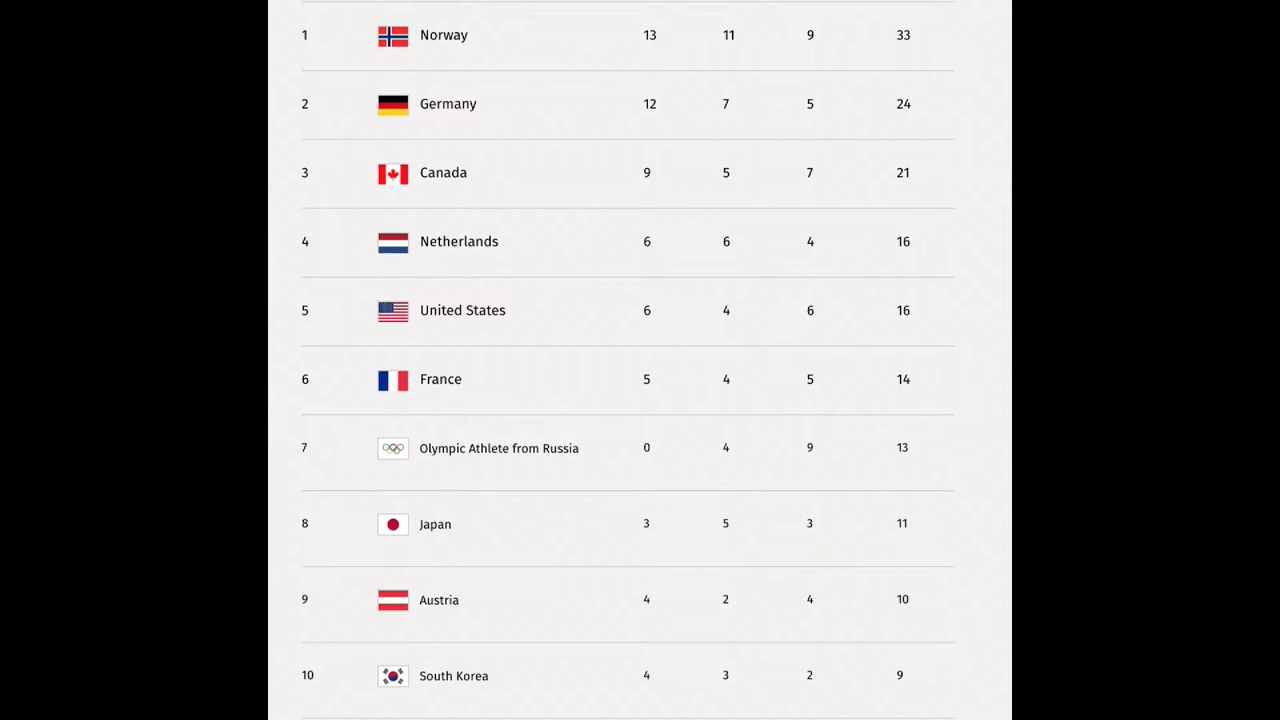 1 Norway 13 11 9 33
2 Germany 12 7 5 24
3 Canada 9 5 7 21
4 Netherlands 6 6 4 16
5 United States 6 4 6 16
6 France 5 4 5 14
7 Olympic Athlete from Russia 0 4 9 13
8 Japan 3 5 3 11
9 Austria 4 2 4 10
10 South Korea 4 3 2 9